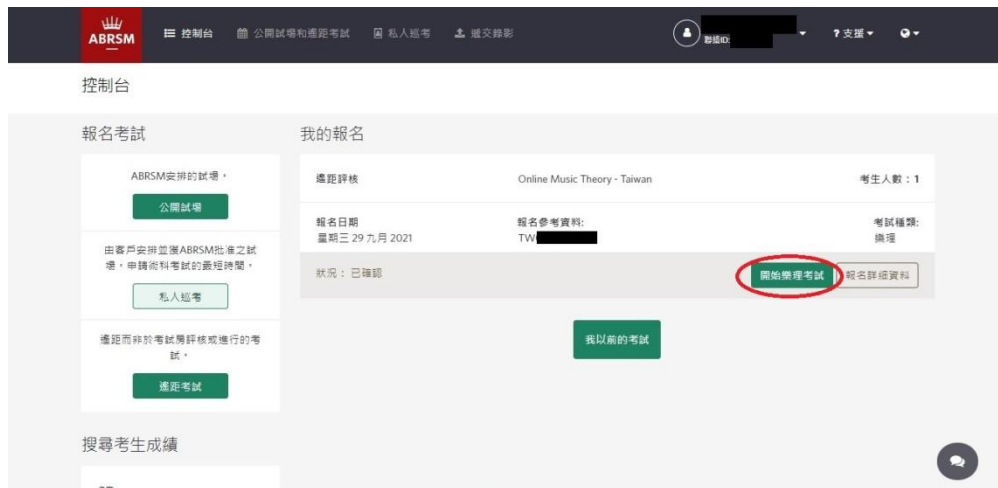 ABRSM
控制台
公開試場和遙距考試
私人巡考
遞交錄影
聯絡ID:
?支援
控制台
報名考試
ABRSM安排的試場。
公開試場
由客戶安排並獲ABRSM批准之試
場。申請術科考試的最短時間。
私人巡考
遙距而非於考試房評核或進行的考
試。
遙距考試
搜尋考生成績
我的報名
遙距評核
Online Music Theory - Taiwan
考生人數：1
報名日期
星期三 29 九月 2021
報名參考資料:
TW
考試種類:
樂理
狀況： 已確認
開始樂理考試
報名詳細資料
我以前的考試